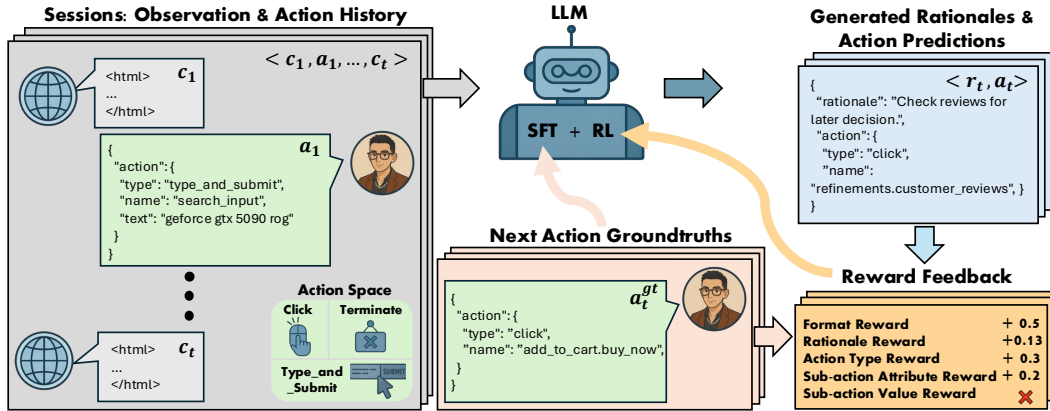 Sessions: Observation & Action History
< c₁, a₁, ..., cₜ >
<html>
...
</html>
c₁
a₁
{
"action": {
"type": "type_and_submit",
"name": "search_input",
"text": "geforce gtx 5090 rog"
}
}
<html>
...
</html>
cₜ
Action Space
Click
Terminate
Type_and
_Submit
SUBMIT
LLM
SFT + RL
Next Action Groundtruths
aₜᵍᵗ
{
"action": {
"type": "click",
"name": "add_to_cart.buy_now",
}
}
Generated Rationales &
Action Predictions
< rₜ, aₜ >
{
"rationale": "Check reviews for
later decision.",
"action": {
"type": "click",
"name":
"refinements.customer_reviews", }
}
Reward Feedback
Format Reward + 0.5
Rationale Reward +0.13
Action Type Reward + 0.3
Sub-action Attribute Reward + 0.2
Sub-action Value Reward ✕